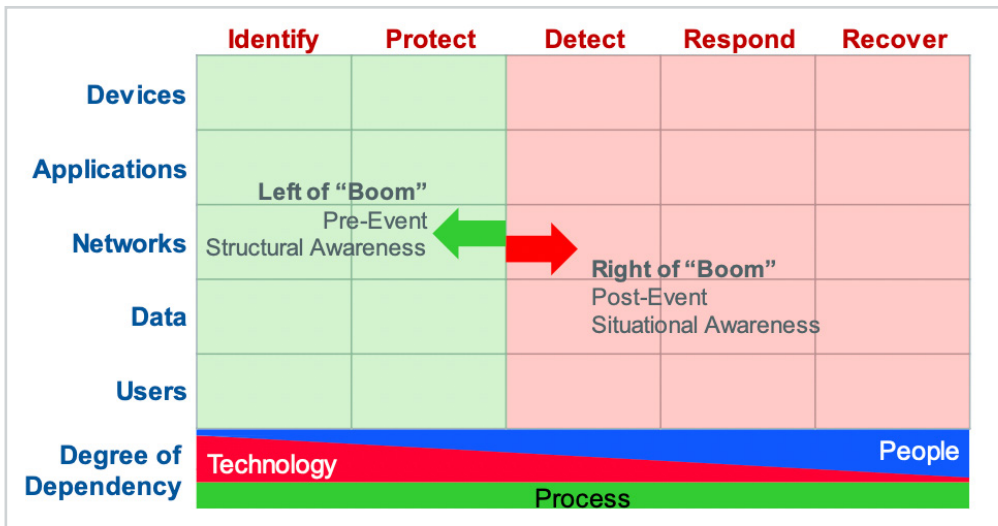 Identify Protect Detect Respond Recover
Devices
Applications
Left of “Boom”
Pre-Event
Networks
Structural Awareness
Right of “Boom”
Post-Event
Data
Situational Awareness
Users
Degree of
Dependency
Technology
People
Process